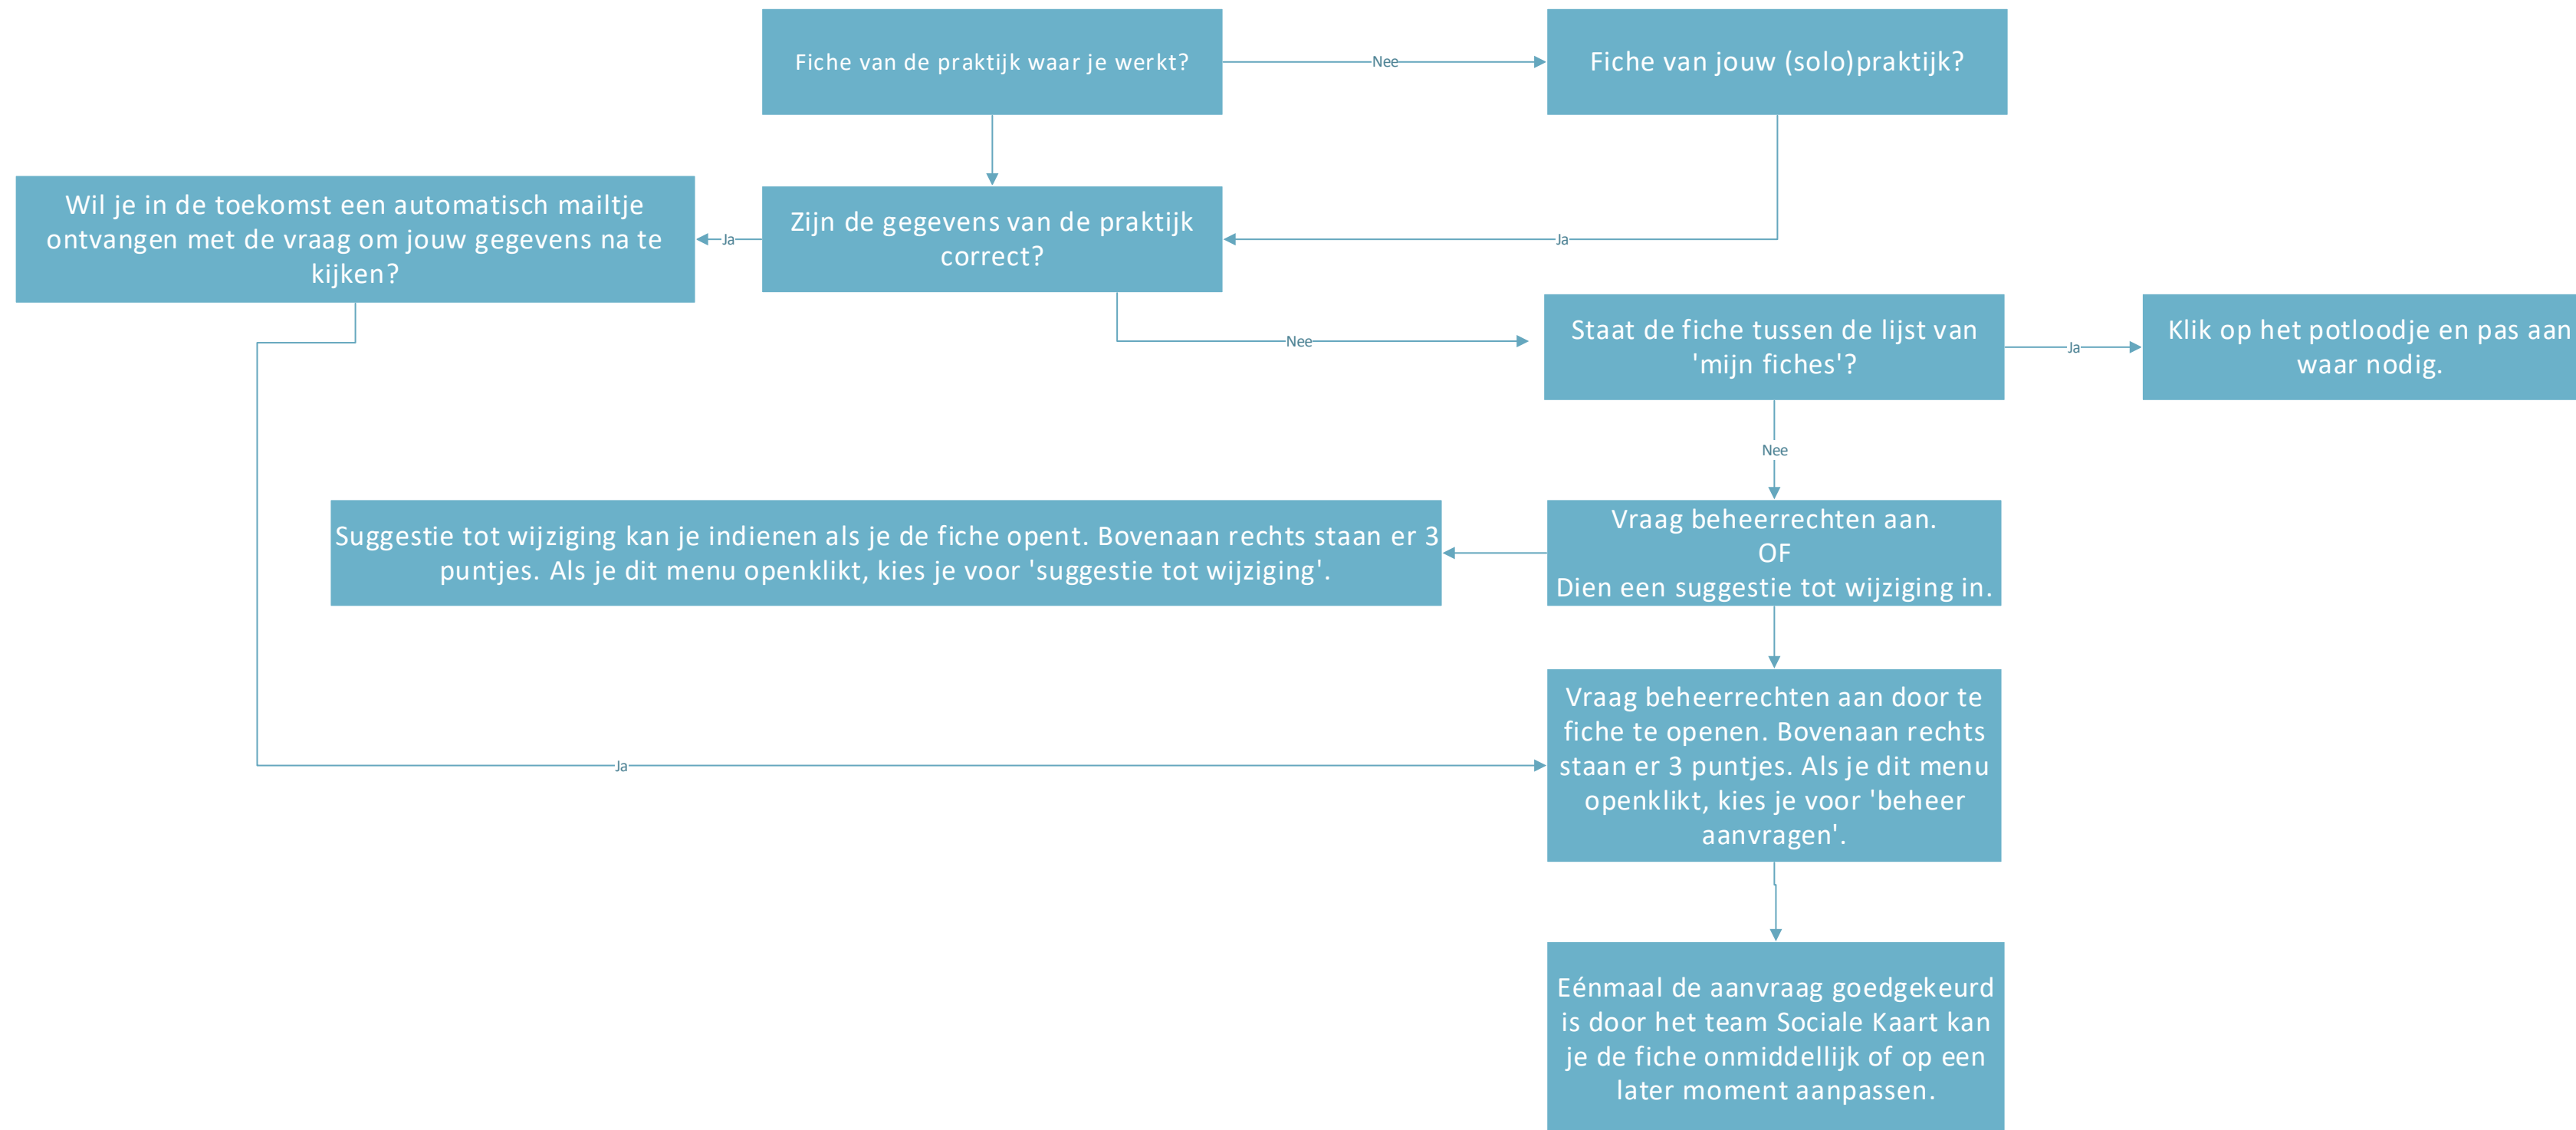 Fiche van de praktijk waar je werkt?
Nee
Fiche van jouw (solo)praktijk?
Wil je in de toekomst een automatisch mailtje
ontvangen met de vraag om jouw gegevens na te
kijken?
Ja
Zijn de gegevens van de praktijk
correct?
Ja
Nee
Staat de fiche tussen de lijst van
'mijn fiches'?
Ja
Klik op het potloodje en pas aan
waar nodig.
Nee
Suggestie tot wijziging kan je indienen als je de fiche opent. Bovenaan rechts staan er 3
puntjes. Als je dit menu openklikt, kies je voor 'suggestie tot wijziging'.
Vraag beheerrechten aan.
OF
Dien een suggestie tot wijziging in.
Ja
Vraag beheerrechten aan door te
fiche te openen. Bovenaan rechts
staan er 3 puntjes. Als je dit menu
openklikt, kies je voor 'beheer
aanvragen'.
Eénmaal de aanvraag goedgekeurd
is door het team Sociale Kaart kan
je de fiche onmiddellijk of op een
later moment aanpassen.